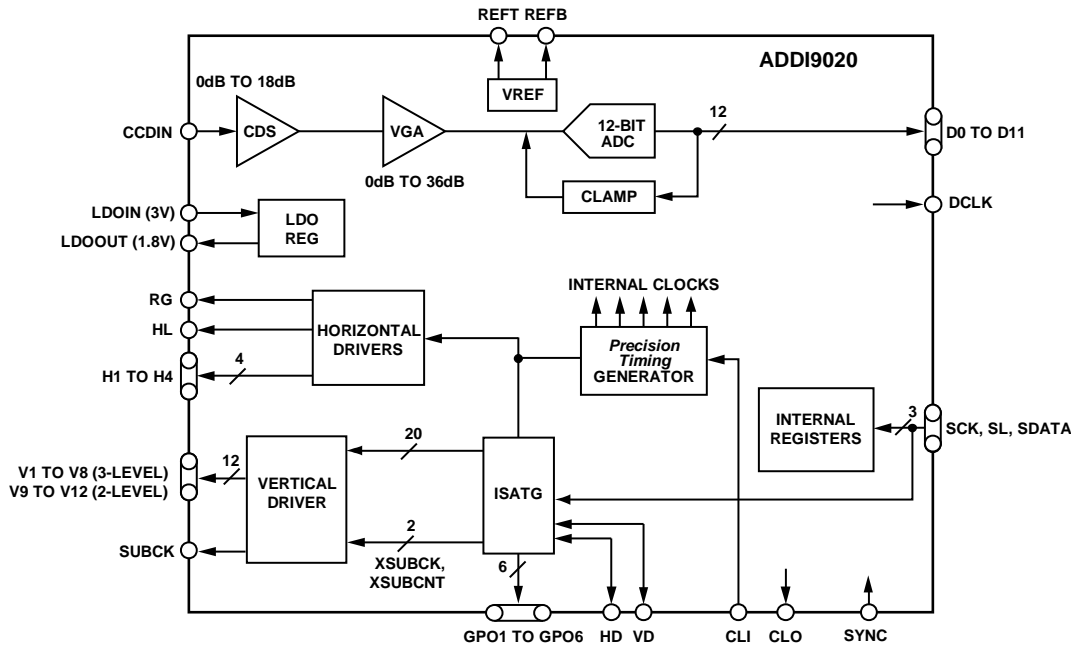 REFT REFB
ADDI9020
0dB TO 18dB
VREF
CCDIN
CDS
VGA
12-BIT
ADC
12
D0 TO D11
0dB TO 36dB
CLAMP
LDOIN (3V)
LDO
REG
LDOOUT (1.8V)
DCLK
INTERNAL CLOCKS
RG
HL
HORIZONTAL
DRIVERS
Precision
Timing
GENERATOR
4
H1 TO H4
INTERNAL
REGISTERS
3
SCK, SL, SDATA
20
V1 TO V8 (3-LEVEL)
V9 TO V12 (2-LEVEL)
12
VERTICAL
DRIVER
ISATG
SUBCK
2
XSUBCK,
XSUBCNT
6
GPO1 TO GPO6
HD
VD
CLI
CLO
SYNC